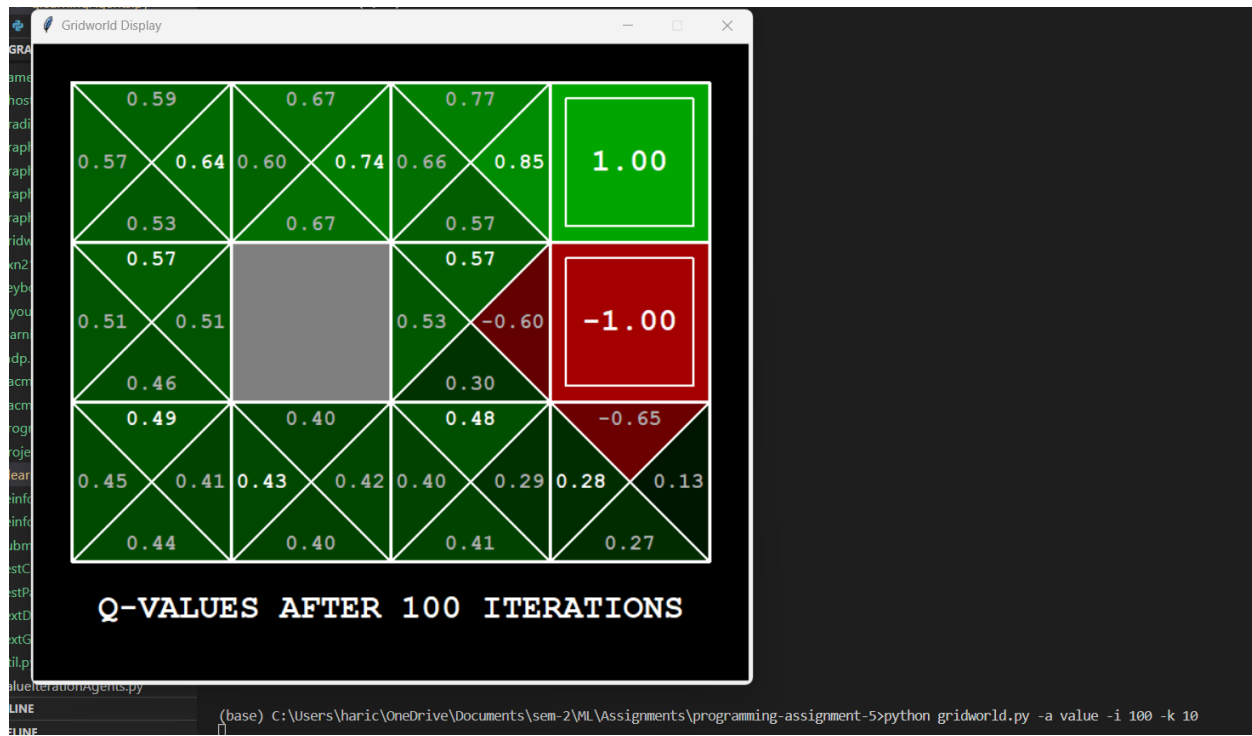 Gridworld Display
0.59 0.67 0.77
0.57 0.64 0.60 0.74 0.66 0.85 1.00
0.53 0.67 0.57
0.57 0.57
0.51 0.51 0.53 -0.60 -1.00
0.46 0.30
0.49 0.40 0.48 -0.65
0.45 0.41 0.43 0.42 0.40 0.29 0.28 0.13
0.44 0.40 0.41 0.27
Q-VALUES AFTER 100 ITERATIONS
(base) C:\Users\haric\OneDrive\Documents\sem-2\ML\Assignments\programming-assignment-5>python gridworld.py -a value -i 100 -k 10